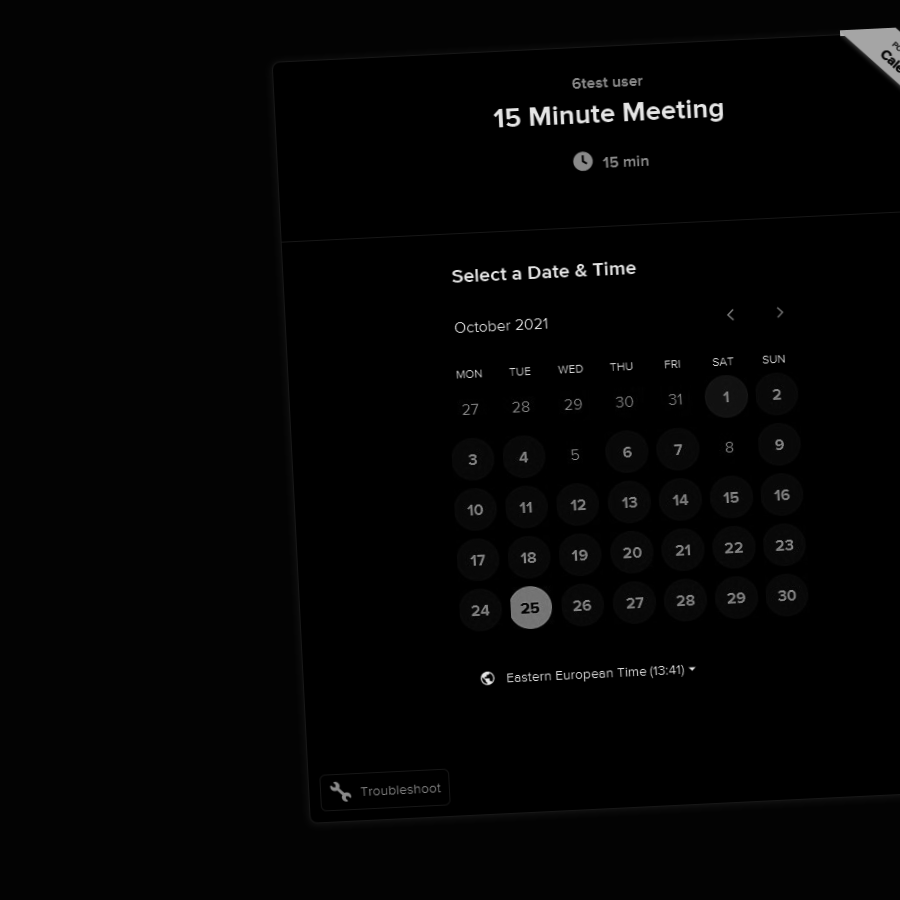 6test user
15 Minute Meeting
15 min
Select a Date & Time
October 2021
MON TUE WED THU FRI SAT SUN
27 28 29 30 31 1 2
3 4 5 6 7 8 9
10 11 12 13 14 15 16
17 18 19 20 21 22 23
24 25 26 27 28 29 30
Eastern European Time (13:41)
Troubleshoot